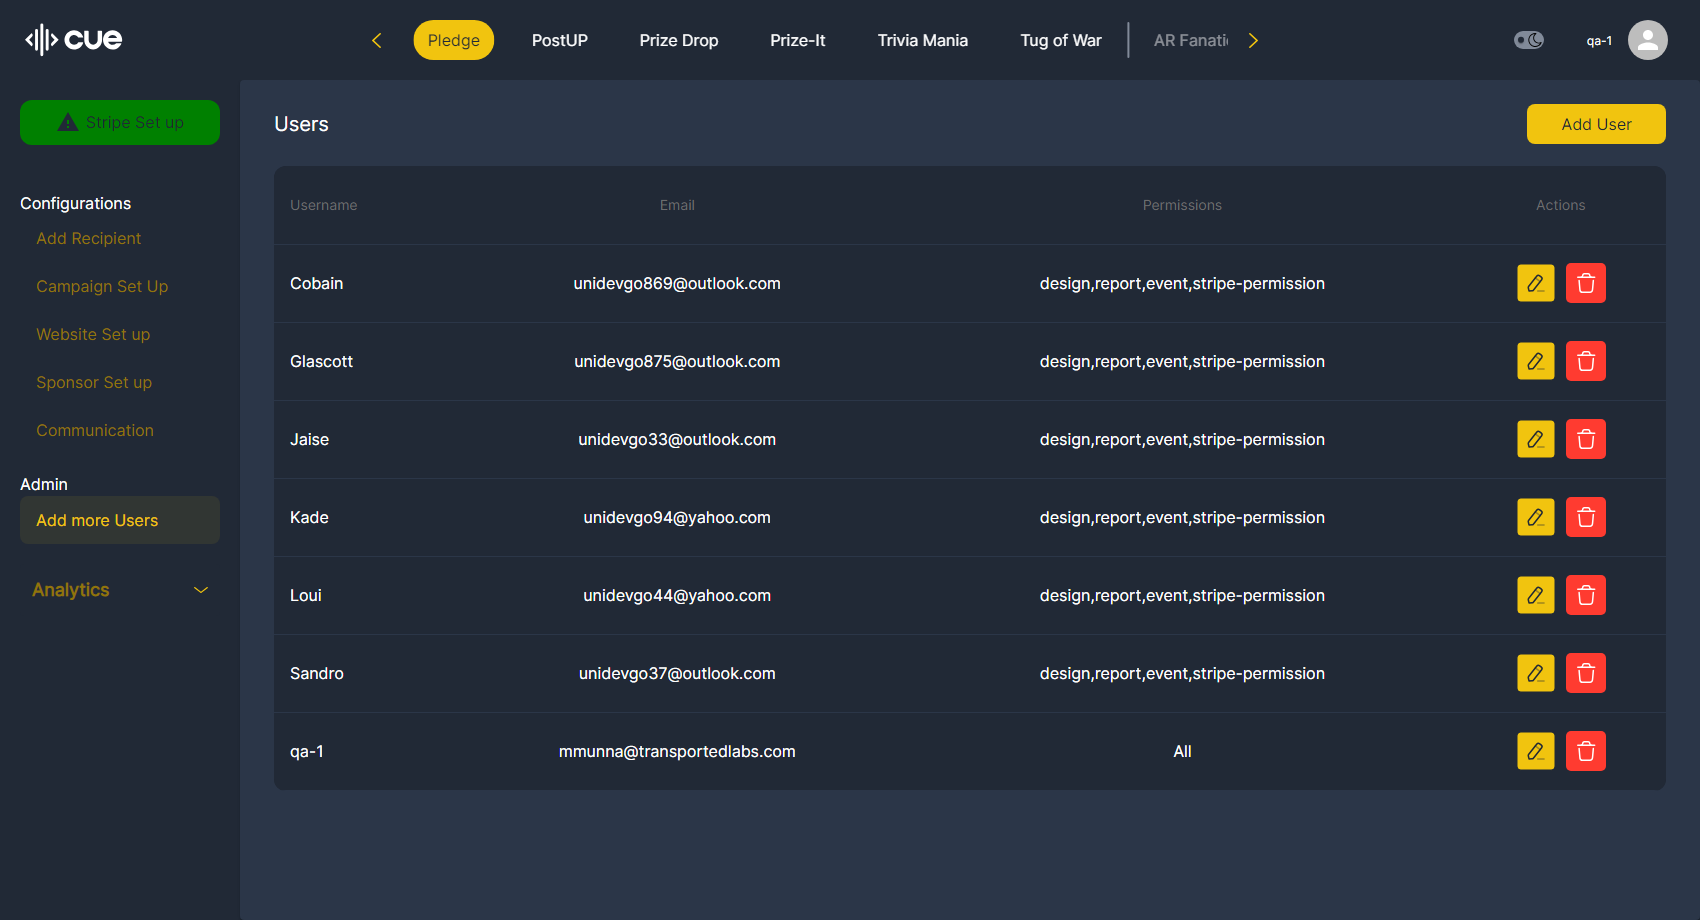 cue
Pledge PostUP Prize Drop Prize-It Trivia Mania Tug of War AR Fanati
qa-1
Stripe Set up
Configurations
Add Recipient
Campaign Set Up
Website Set up
Sponsor Set up
Communication
Admin
Add more Users
Analytics
Users
Add User
Username Email Permissions Actions
Cobain unidevgo869@outlook.com design,report,event,stripe-permission
Glascott unidevgo875@outlook.com design,report,event,stripe-permission
Jaise unidevgo33@outlook.com design,report,event,stripe-permission
Kade unidevgo94@yahoo.com design,report,event,stripe-permission
Loui unidevgo44@yahoo.com design,report,event,stripe-permission
Sandro unidevgo37@outlook.com design,report,event,stripe-permission
qa-1 mmunna@transportedlabs.com All